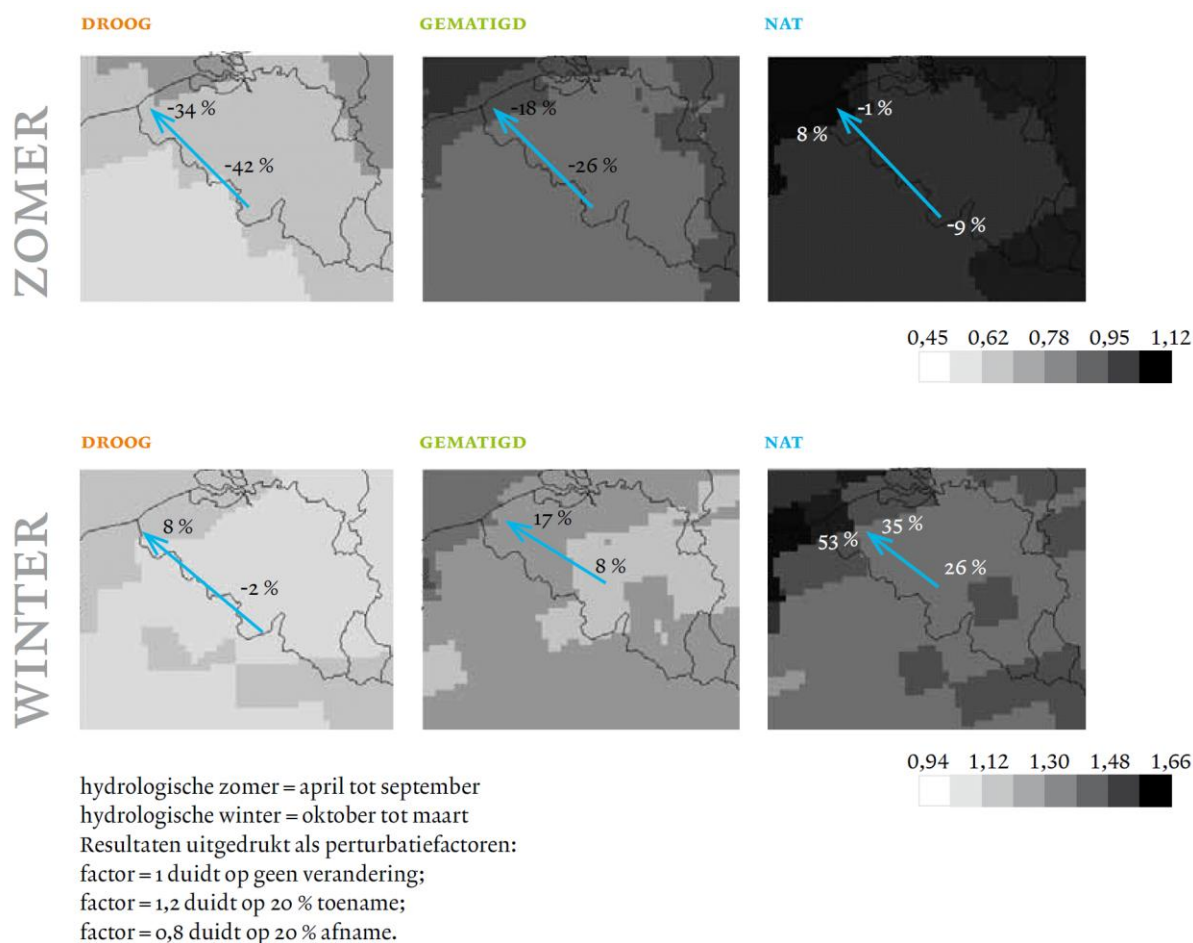 DROOG GEMATIGD NAT
ZOMER
-34 % -18 % -1 %
8 %
-42 % -26 %
-9 %
0,45 0,62 0,78 0,95 1,12
DROOG GEMATIGD NAT
WINTER
8 % 17 % 35 %
53 %
-2 % 8 % 26 %
0,94 1,12 1,30 1,48 1,66
hydrologische zomer = april tot september
hydrologische winter = oktober tot maart
Resultaten uitgedrukt als perturbatiefactoren:
factor = 1 duidt op geen verandering;
factor = 1,2 duidt op 20 % toename;
factor = 0,8 duidt op 20 % afname.